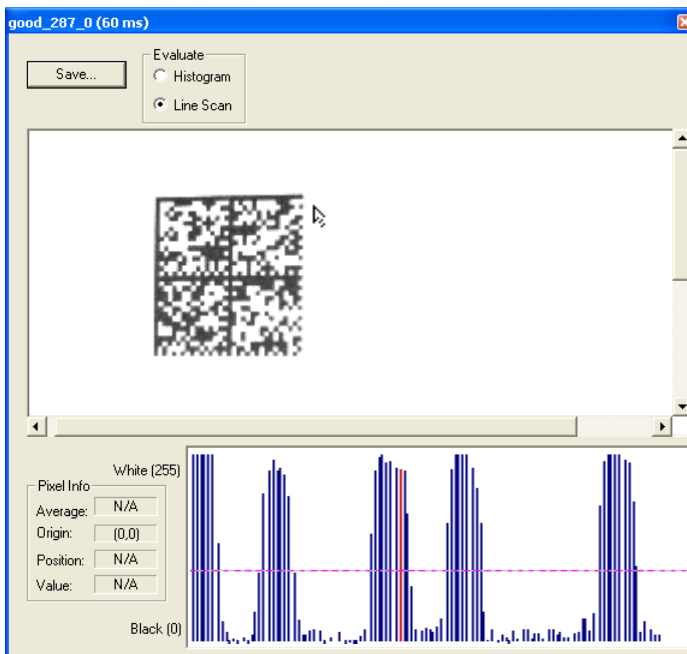 good_287_0 (60 ms)
Evaluate
Save...
Histogram
Line Scan
White (255)
Pixel Info
Average: N/A
Origin: (0,0)
Position: N/A
Value: N/A
Black (0)